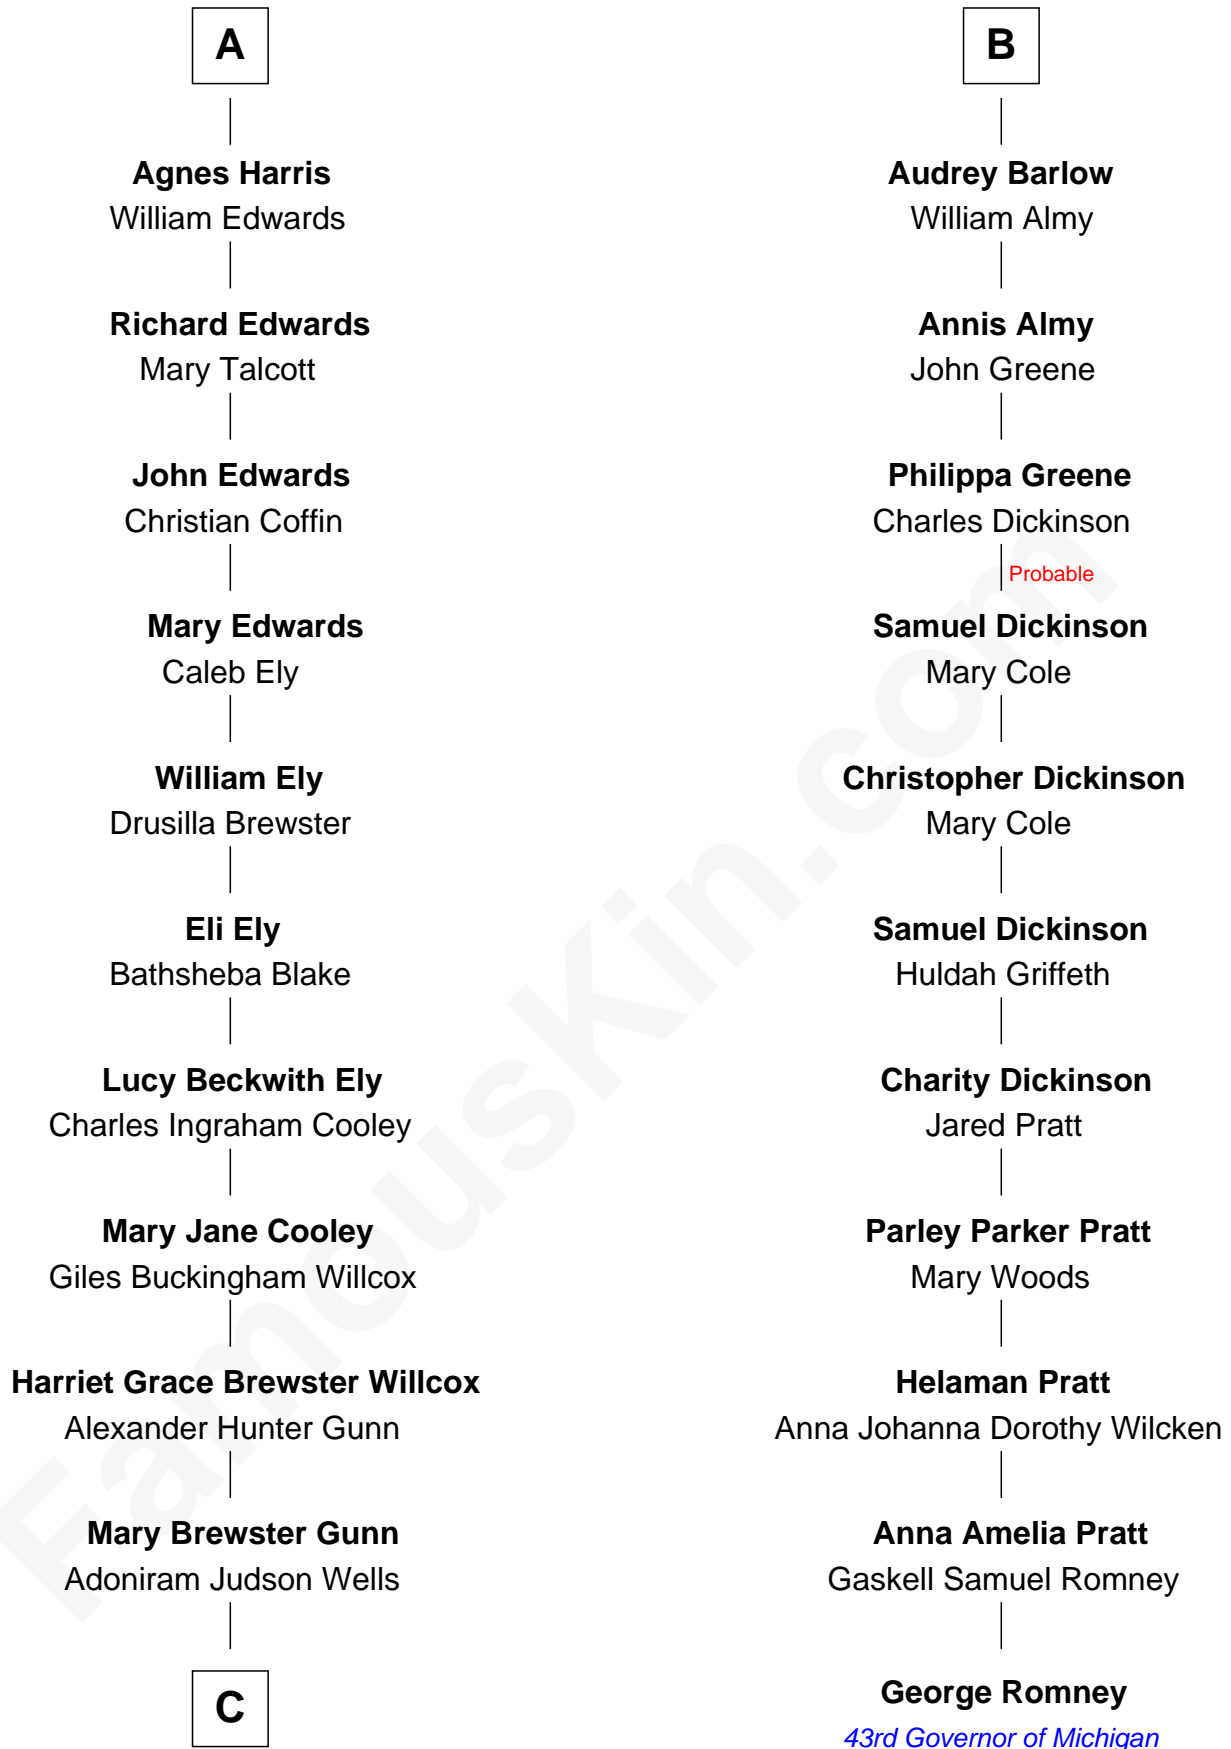 A
Agnes Harris
William Edwards
Richard Edwards
Mary Talcott
John Edwards
Christian Coffin
Mary Edwards
Caleb Ely
William Ely
Drusilla Brewster
Eli Ely
Bathsheba Blake
Lucy Beckwith Ely
Charles Ingraham Cooley
Mary Jane Cooley
Giles Buckingham Willcox
Harriet Grace Brewster Willcox
Alexander Hunter Gunn
Mary Brewster Gunn
Adoniram Judson Wells
C
B
Audrey Barlow
William Almy
Annis Almy
John Greene
Philippa Greene
Charles Dickinson
Probable
Samuel Dickinson
Mary Cole
Christopher Dickinson
Mary Cole
Samuel Dickinson
Huldah Griffeth
Charity Dickinson
Jared Pratt
Parley Parker Pratt
Mary Woods
Helaman Pratt
Anna Johanna Dorothy Wilcken
Anna Amelia Pratt
Gaskell Samuel Romney
George Romney
43rd Governor of Michigan
FamousKin.com